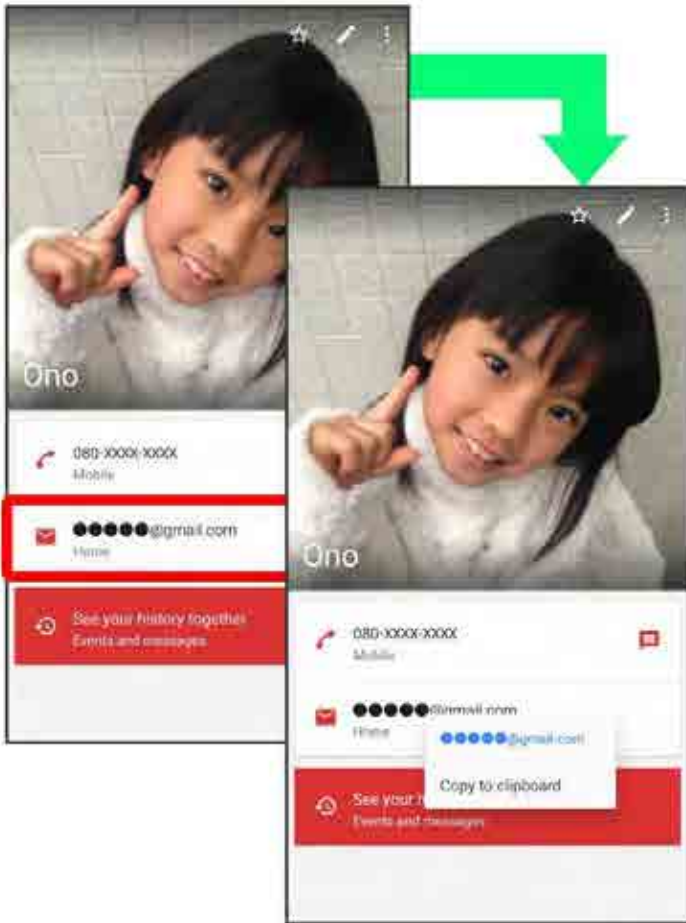 Ono
080-XXXX-XXXX
Mobile
●●●●●@gmail.com
Home
See your history together
Events and messages
Ono
080-XXXX-XXXX
Mobile
●●●●●@gmail.com
Home
●●●●●@gmail.com
Copy to clipboard
See your h
Events and messages